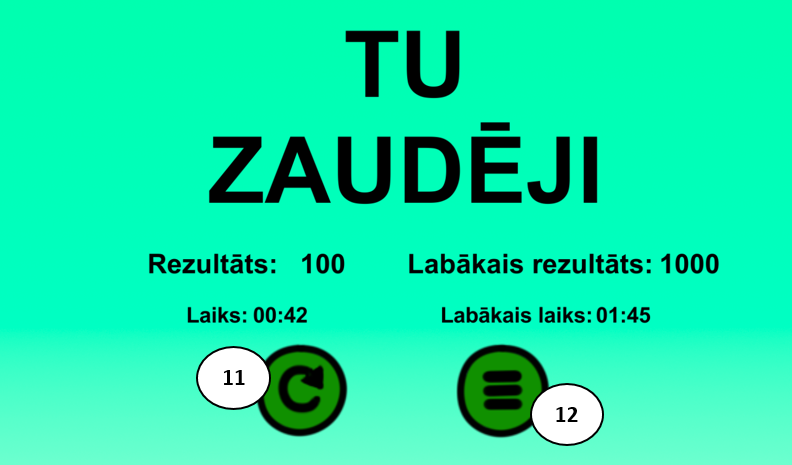 TU
ZAUDĒJI
Rezultāts: 100
Labākais rezultāts: 1000
Laiks: 00:42
Labākais laiks: 01:45
11
12